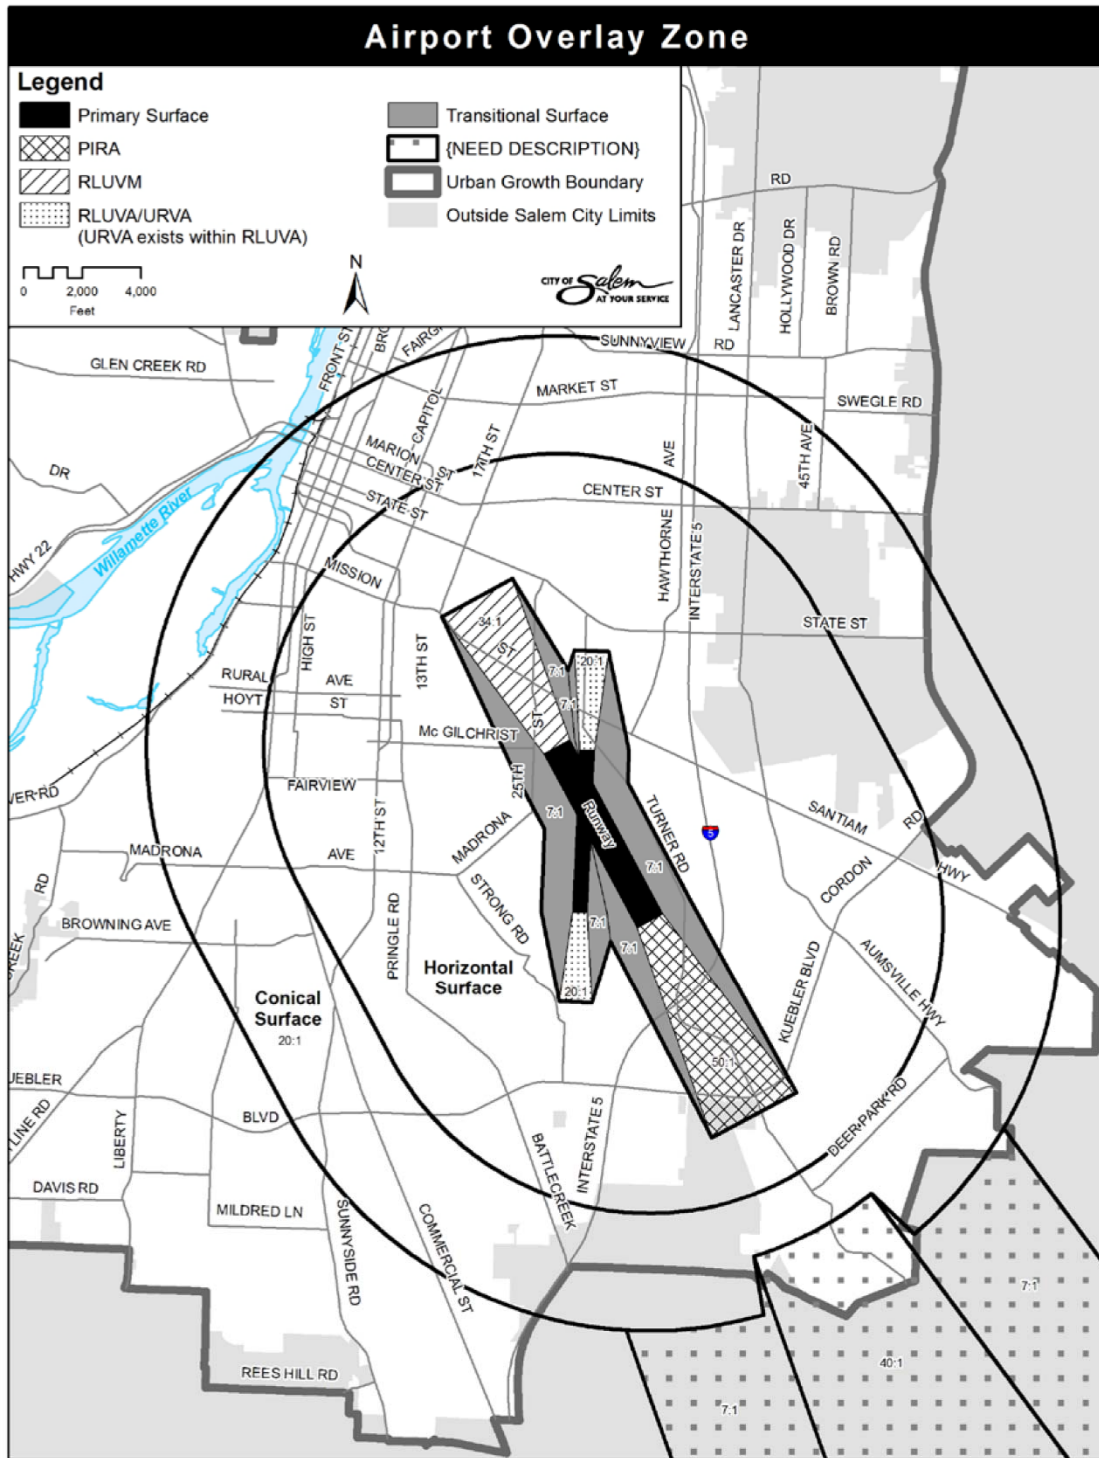 Airport Overlay Zone
Legend
Primary Surface
PIRA
RLUVM
RLUVA/URVA
(URVA exists within RLUVA)
Transitional Surface
{NEED DESCRIPTION}
Urban Growth Boundary
Outside Salem City Limits
0 2,000 4,000
Feet
N
CITY OF Salem
AT YOUR SERVICE
RD
LANCASTER DR
HOLLYWOOD DR
BROWN RD
GLEN CREEK RD
FRONT ST
SUNNYVIEW RD
MARKET ST
SWEGLE RD
CAPITOL
ST
17TH ST
MARION
CENTER ST
STATE ST
CENTER ST
45TH AVE
HAWTHORNE AVE
INTERSTATE 5
DR
Willamette River
HWY 22
MISSION
34:1
ST
STATE ST
HIGH ST
13TH ST
7:1
20:1
7:1
RURAL AVE
HOYT ST
ST
Mc GILCHRIST
25TH
FAIRVIEW
12TH ST
7:1
Runway
TURNER RD
5
SANTIAM HWY
MADRONA AVE
MADRONA
7:1
CORDON RD
RD
STRONG RD
BROWNING AVE
PRINGLE RD
7:1
7:1
AUMSVILLE HWY
KUEBLER BLVD
Horizontal
Surface
Conical
Surface
20:1
20:1
50:1
BLVD
LIBERTY
DEER PARK RD
BATTLECREEK
INTERSTATE 5
DAVIS RD
MILDRED LN
SUNNYSIDE RD
COMMERCIAL ST
7:1
40:1
7:1
REES HILL RD